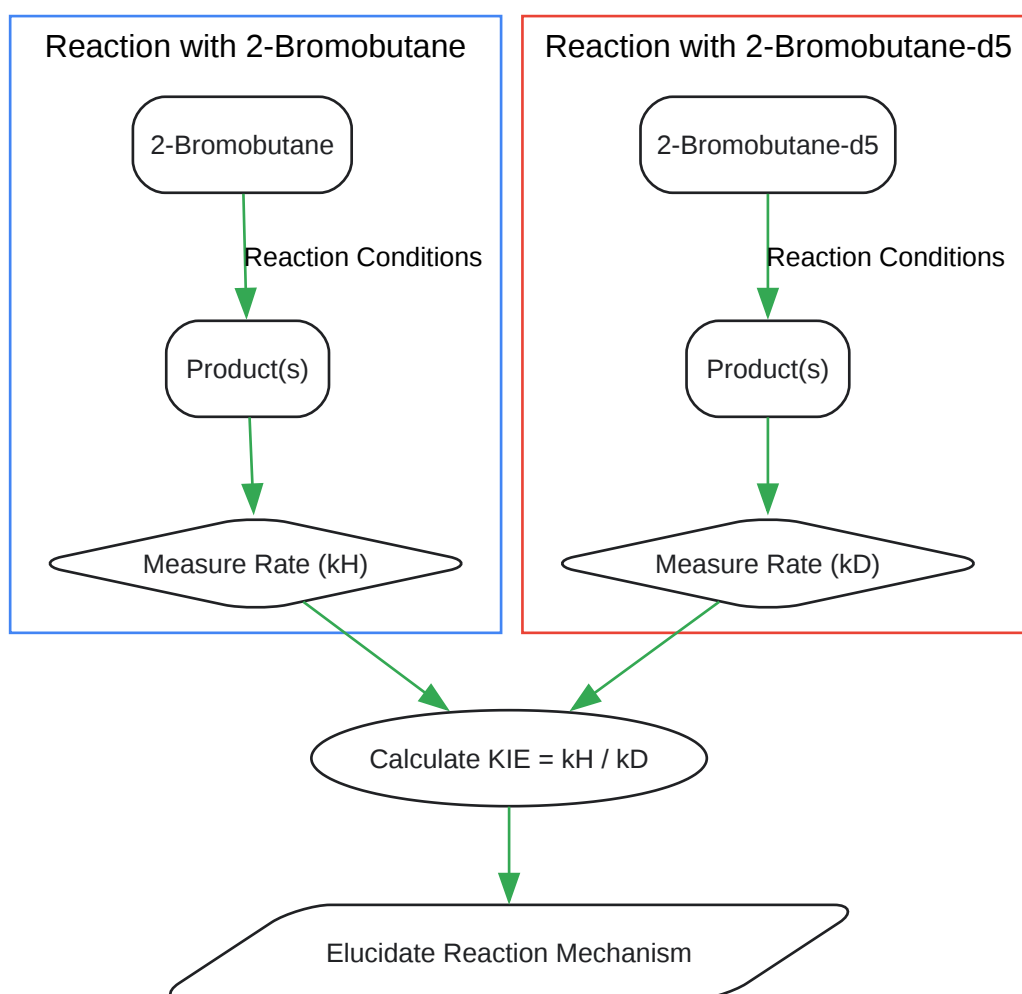 Reaction with 2-Bromobutane
2-Bromobutane
Reaction Conditions
Product(s)
Measure Rate (kH)
Reaction with 2-Bromobutane-d5
2-Bromobutane-d5
Reaction Conditions
Product(s)
Measure Rate (kD)
Calculate KIE = kH / kD
Elucidate Reaction Mechanism